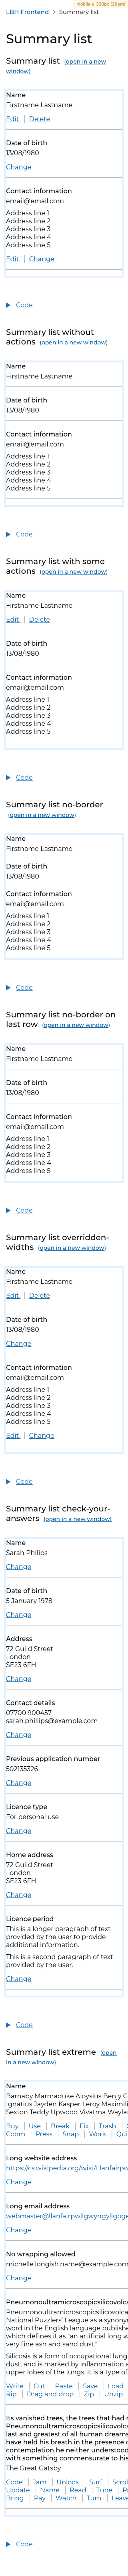 mobile ≤ 320px (20em)
LBH Frontend > Summary list
Summary list
Summary list (open in a new
window)
Name
Firstname Lastname
Edit Delete
Date of birth
13/08/1980
Change
Contact information
email@email.com
Address line 1
Address line 2
Address line 3
Address line 4
Address line 5
Edit Change
Code
Summary list without
actions (open in a new window)
Name
Firstname Lastname
Date of birth
13/08/1980
Contact information
email@email.com
Address line 1
Address line 2
Address line 3
Address line 4
Address line 5
Code
Summary list with some
actions (open in a new window)
Name
Firstname Lastname
Edit Delete
Date of birth
13/08/1980
Contact information
email@email.com
Address line 1
Address line 2
Address line 3
Address line 4
Address line 5
Code
Summary list no-border
(open in a new window)
Name
Firstname Lastname
Date of birth
13/08/1980
Contact information
email@email.com
Address line 1
Address line 2
Address line 3
Address line 4
Address line 5
Code
Summary list no-border on
last row (open in a new window)
Name
Firstname Lastname
Date of birth
13/08/1980
Contact information
email@email.com
Address line 1
Address line 2
Address line 3
Address line 4
Address line 5
Code
Summary list overridden-
widths (open in a new window)
Name
Firstname Lastname
Edit Delete
Date of birth
13/08/1980
Change
Contact information
email@email.com
Address line 1
Address line 2
Address line 3
Address line 4
Address line 5
Edit Change
Code
Summary list check-your-
answers (open in a new window)
Name
Sarah Philips
Change
Date of birth
5 January 1978
Change
Address
72 Guild Street
London
SE23 6FH
Change
Contact details
07700 900457
sarah.phillips@example.com
Change
Previous application number
502135326
Change
Licence type
For personal use
Change
Home address
72 Guild Street
London
SE23 6FH
Change
Licence period
This is a longer paragraph of text
provided by the user to provide
additional information.
This is a second paragraph of text
provided by the user.
Change
Code
Summary list extreme (open
in a new window)
Name
Barnaby Marmaduke Aloysius Benjy C
Ignatius Jayden Kasper Leroy Maximil
Sexton Teddy Upwood Vivatma Wayla
Buy Use Break Fix Trash
Zoom Press Snap Work Qui
Long website address
https://cs.wikipedia.org/wiki/Llanfairpw
Change
Long email address
webmaster@llanfairpwllgwyngyllgoge
Change
No wrapping allowed
michelle.longish.name@example.com
Change
Pneumonoultramicroscopicsilicovolc
Pneumonoultramicroscopicsilicovolc
National Puzzlers' League as a synony
word in the English language publishe
which defined it as "an artificial long w
very fine ash and sand dust."
Silicosis is a form of occupational lung
dust, and is marked by inflammation a
upper lobes of the lungs. It is a type of
Write Cut Paste Save Load
Rip Drag and drop Zip Unzip
Its vanished trees, the trees that had m
Pneumonoultramicroscopicsilicovolc
last and greatest of all human dreams
have held his breath in the presence o
contemplation he neither understood
with something commensurate to his
The Great Gatsby
Code Jam Unlock Surf Scrol
Update Name Read Tune P
Bring Pay Watch Turn Leave
Code